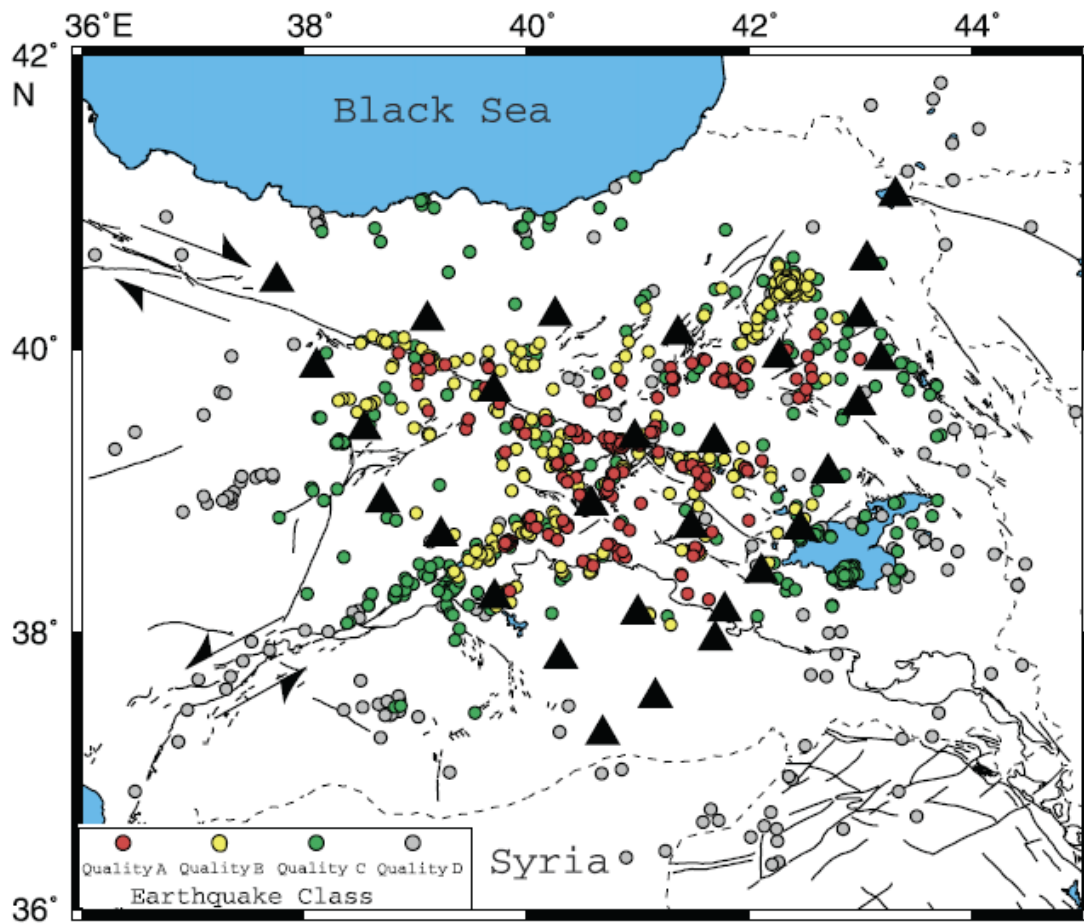 36˚E 38˚ 40˚ 42˚ 44˚
42˚
N
Black Sea
40˚
38˚
Quality A Quality B Quality C Quality D
Syria
Earthquake Class
36˚